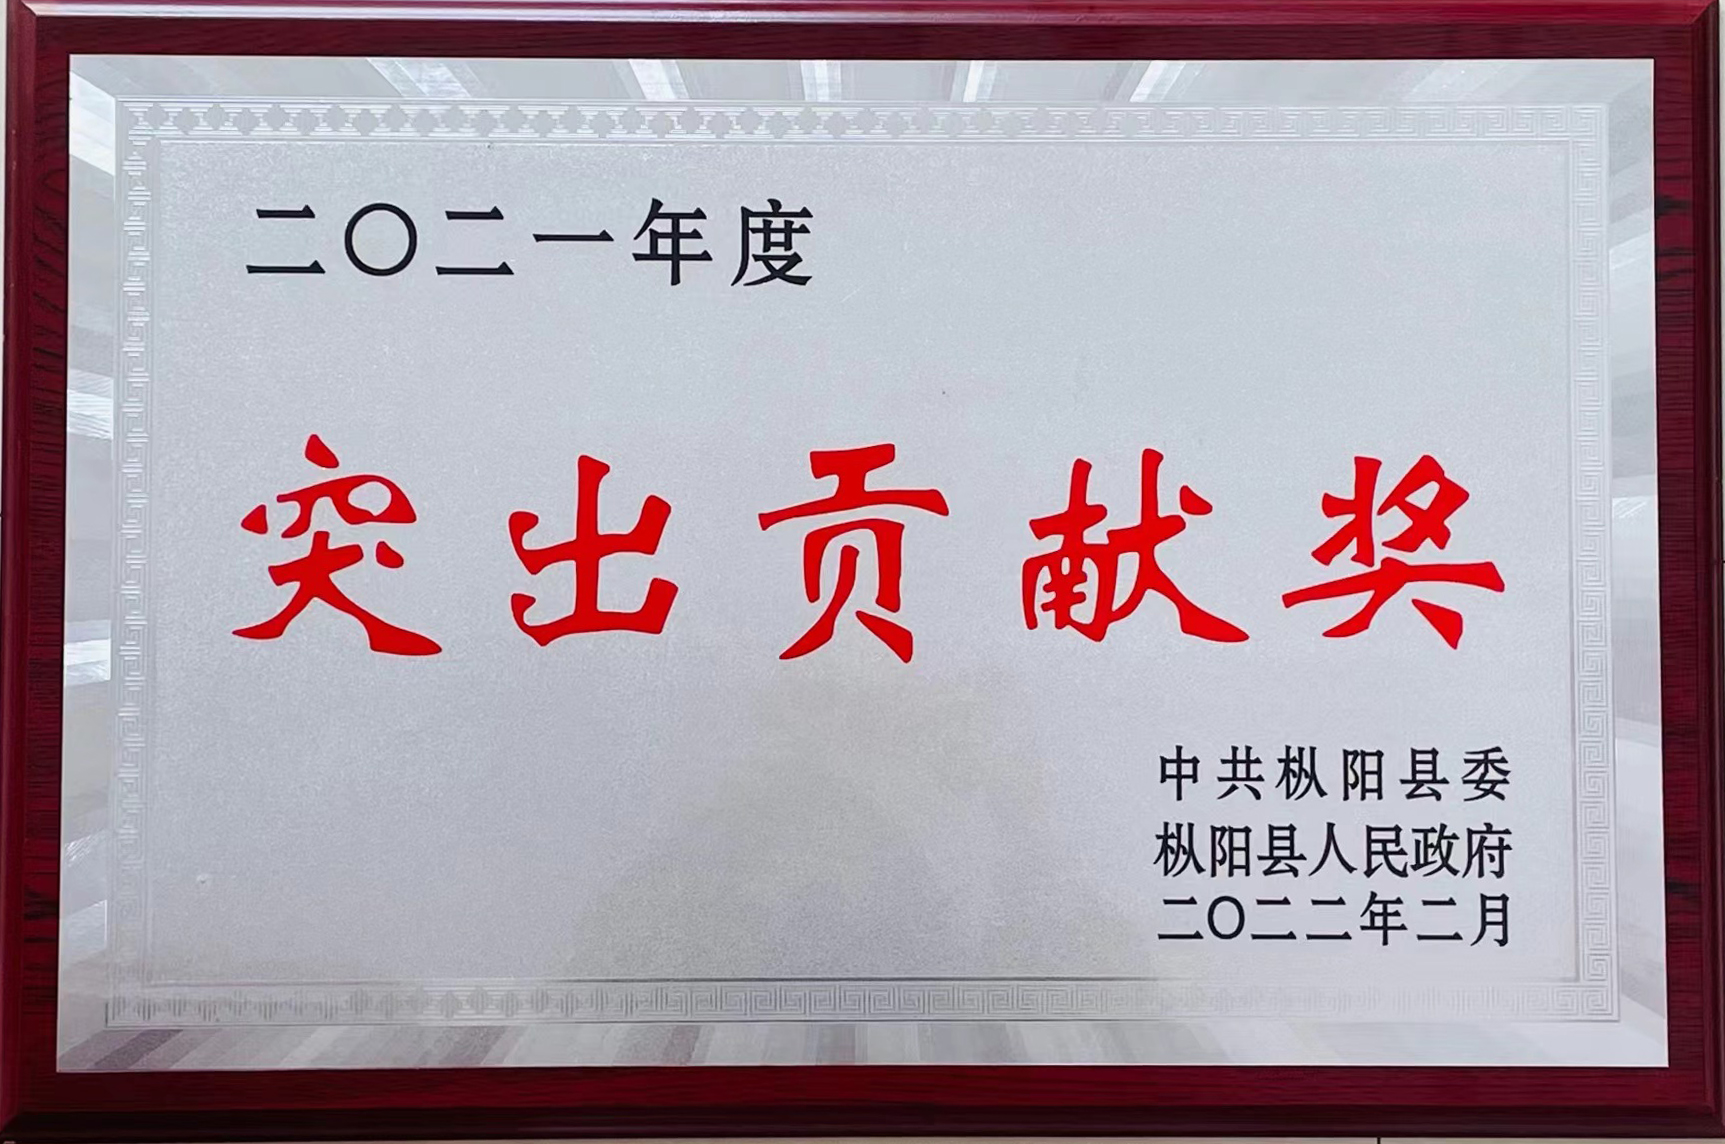 二〇二一年度
突出贡献奖
中共枞阳县委
枞阳县人民政府
二〇二二年二月